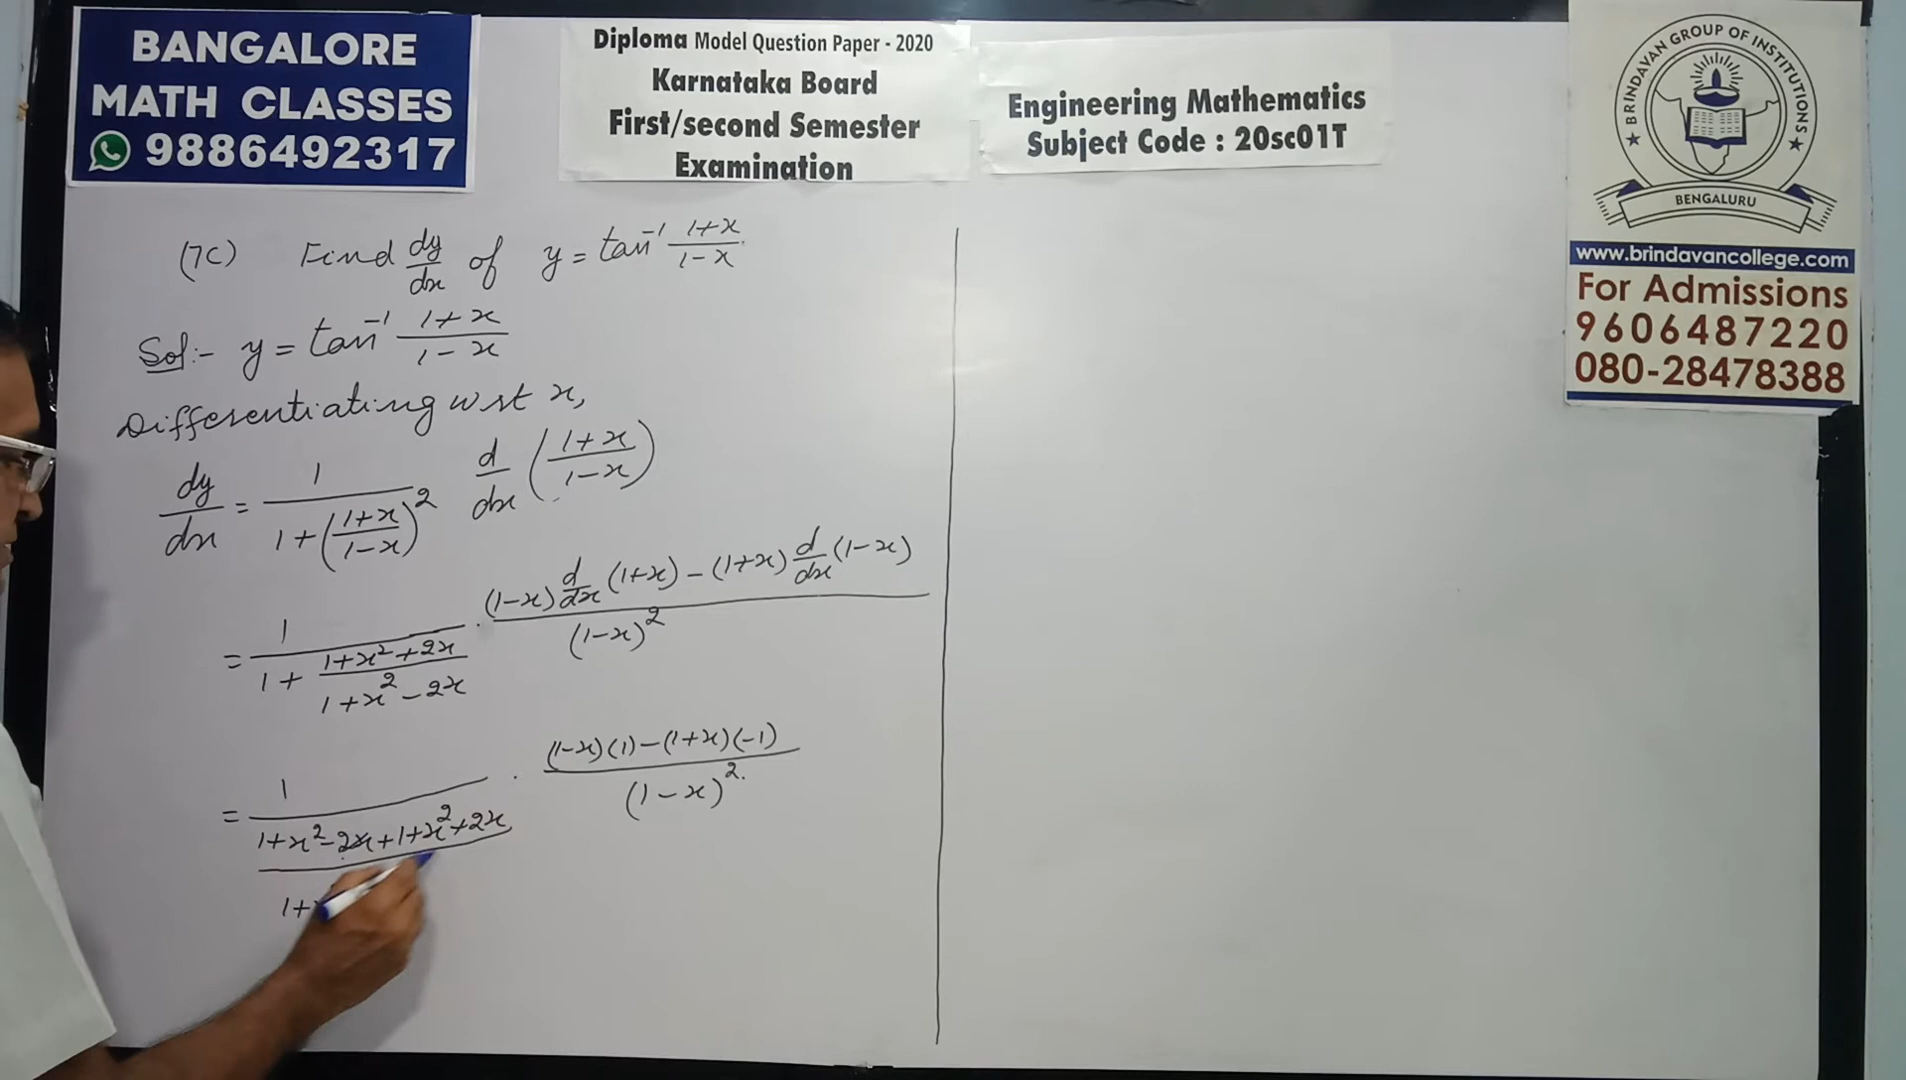 BANGALORE
MATH CLASSES
9886492317
Diploma Model Question Paper - 2020
Karnataka Board
First/second Semester
Examination
Engineering Mathematics
Subject Code : 20sc01T
BRINDAVAN GROUP OF INSTITUTIONS
BENGALURU
www.brindavancollege.com
For Admissions
9606487220
080-28478388
(7C) Find dy/dx of y = tan⁻¹ (1+x)/(1-x).
Sol:- y = tan⁻¹ (1+x)/(1-x)
Differentiating wrt x,
dy/dx = 1/(1+((1+x)/(1-x))²) d/dx ((1+x)/(1-x))
= 1/(1 + (1+x²+2x)/(1+x²-2x)) · ((1-x) d/dx (1+x) - (1+x) d/dx (1-x))/(1-x)²
= 1/((1+x²-2x+1+x²+2x)/(1+ · ((1-x)(1) - (1+x)(-1))/(1-x)².